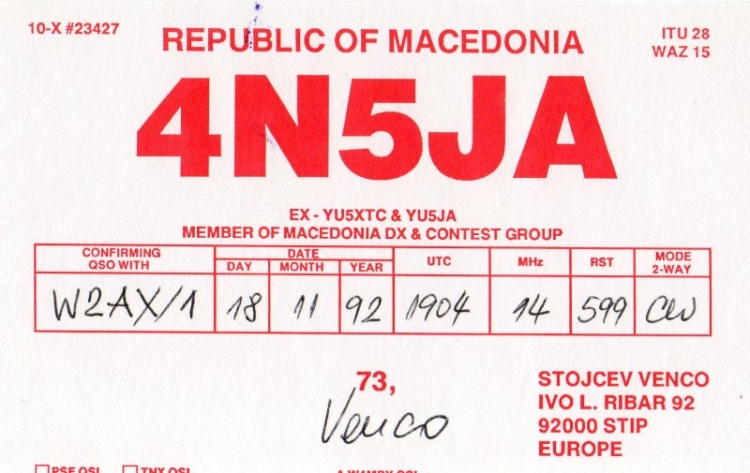 10-X #23427
REPUBLIC OF MACEDONIA
ITU 28
WAZ 15
4N5JA
EX - YU5XTC & YU5JA
MEMBER OF MACEDONIA DX & CONTEST GROUP
CONFIRMING QSO WITH DATE DAY MONTH YEAR UTC MHz RST MODE 2-WAY
W2AX/1 18 11 92 1904 14 599 CW
73,
Venco
STOJCEV VENCO
IVO L. RIBAR 92
92000 STIP
EUROPE
PSE QSL TNX QSL